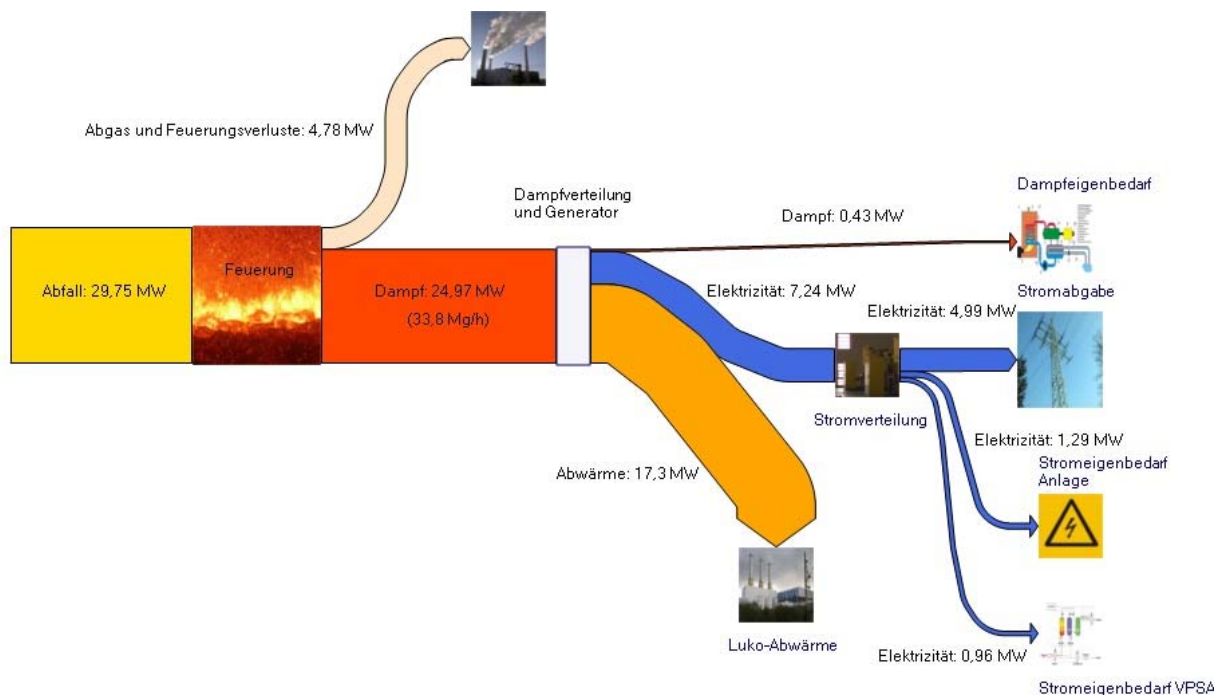 Abgas und Feuerungsverluste: 4,78 MW
Dampfverteilung
und Generator
Dampfeigenbedarf
Dampf: 0,43 MW
Feuerung
Abfall: 29,75 MW
Dampf: 24,97 MW
(33,8 Mg/h)
Elektrizität: 7,24 MW
Stromabgabe
Elektrizität: 4,99 MW
Stromverteilung
Elektrizität: 1,29 MW
Abwärme: 17,3 MW
Stromeigenbedarf
Anlage
Luko-Abwärme
Elektrizität: 0,96 MW
Stromeigenbedarf VPSA